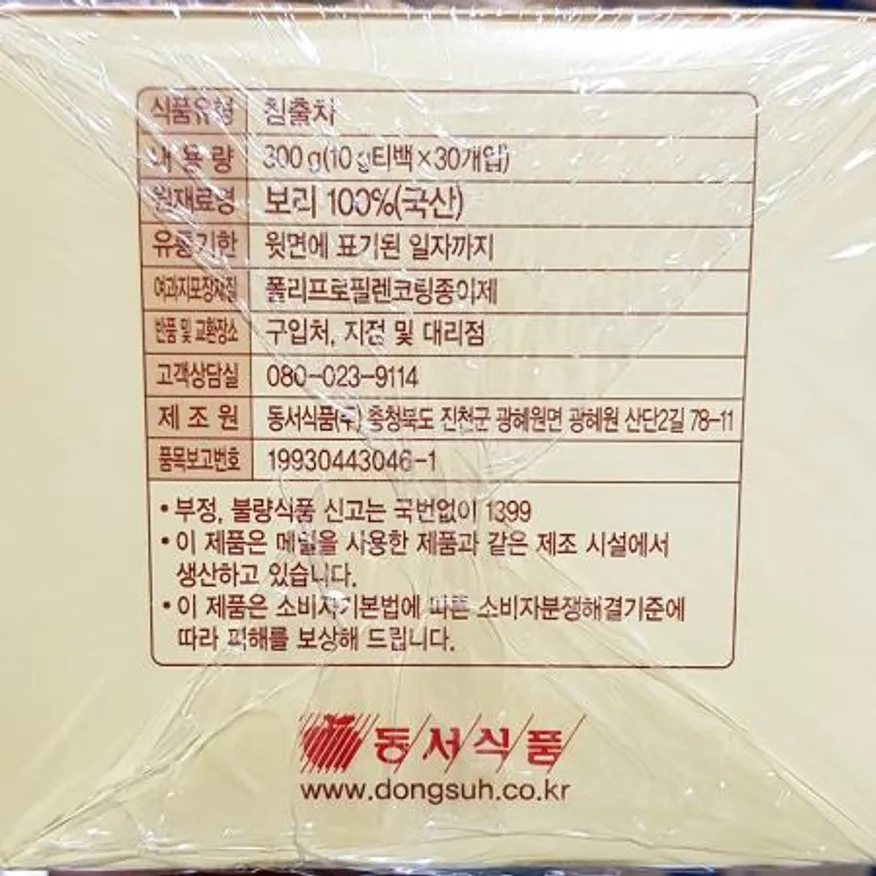 식품유형 침출차
내 용 량 300 g(10 g티백×30개입)
원재료명 보리 100%(국산)
유통기한 윗면에 표기된 일자까지
여과지포장재질 폴리프로필렌코팅종이제
반품 및 교환장소 구입처, 지점 및 대리점
고객상담실 080-023-9114
제 조 원 동서식품(주) 충청북도 진천군 광혜원면 광혜원 산단2길 78-11
품목보고번호 19930443046-1
• 부정, 불량식품 신고는 국번없이 1399
• 이 제품은 메밀을 사용한 제품과 같은 제조 시설에서
생산하고 있습니다.
• 이 제품은 소비자기본법에 따른 소비자분쟁해결기준에
따라 피해를 보상해 드립니다.
동서식품
www.dongsuh.co.kr